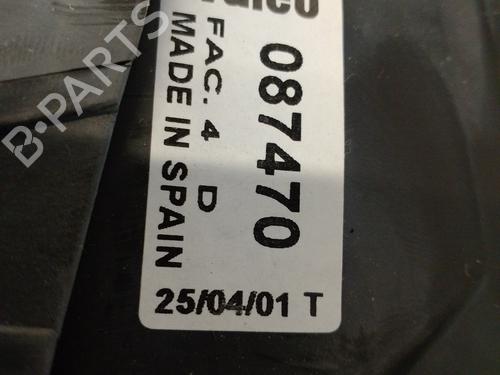 087470
FAC. 4 D
MADE IN SPAIN
25/04/01 T
B-PARTS